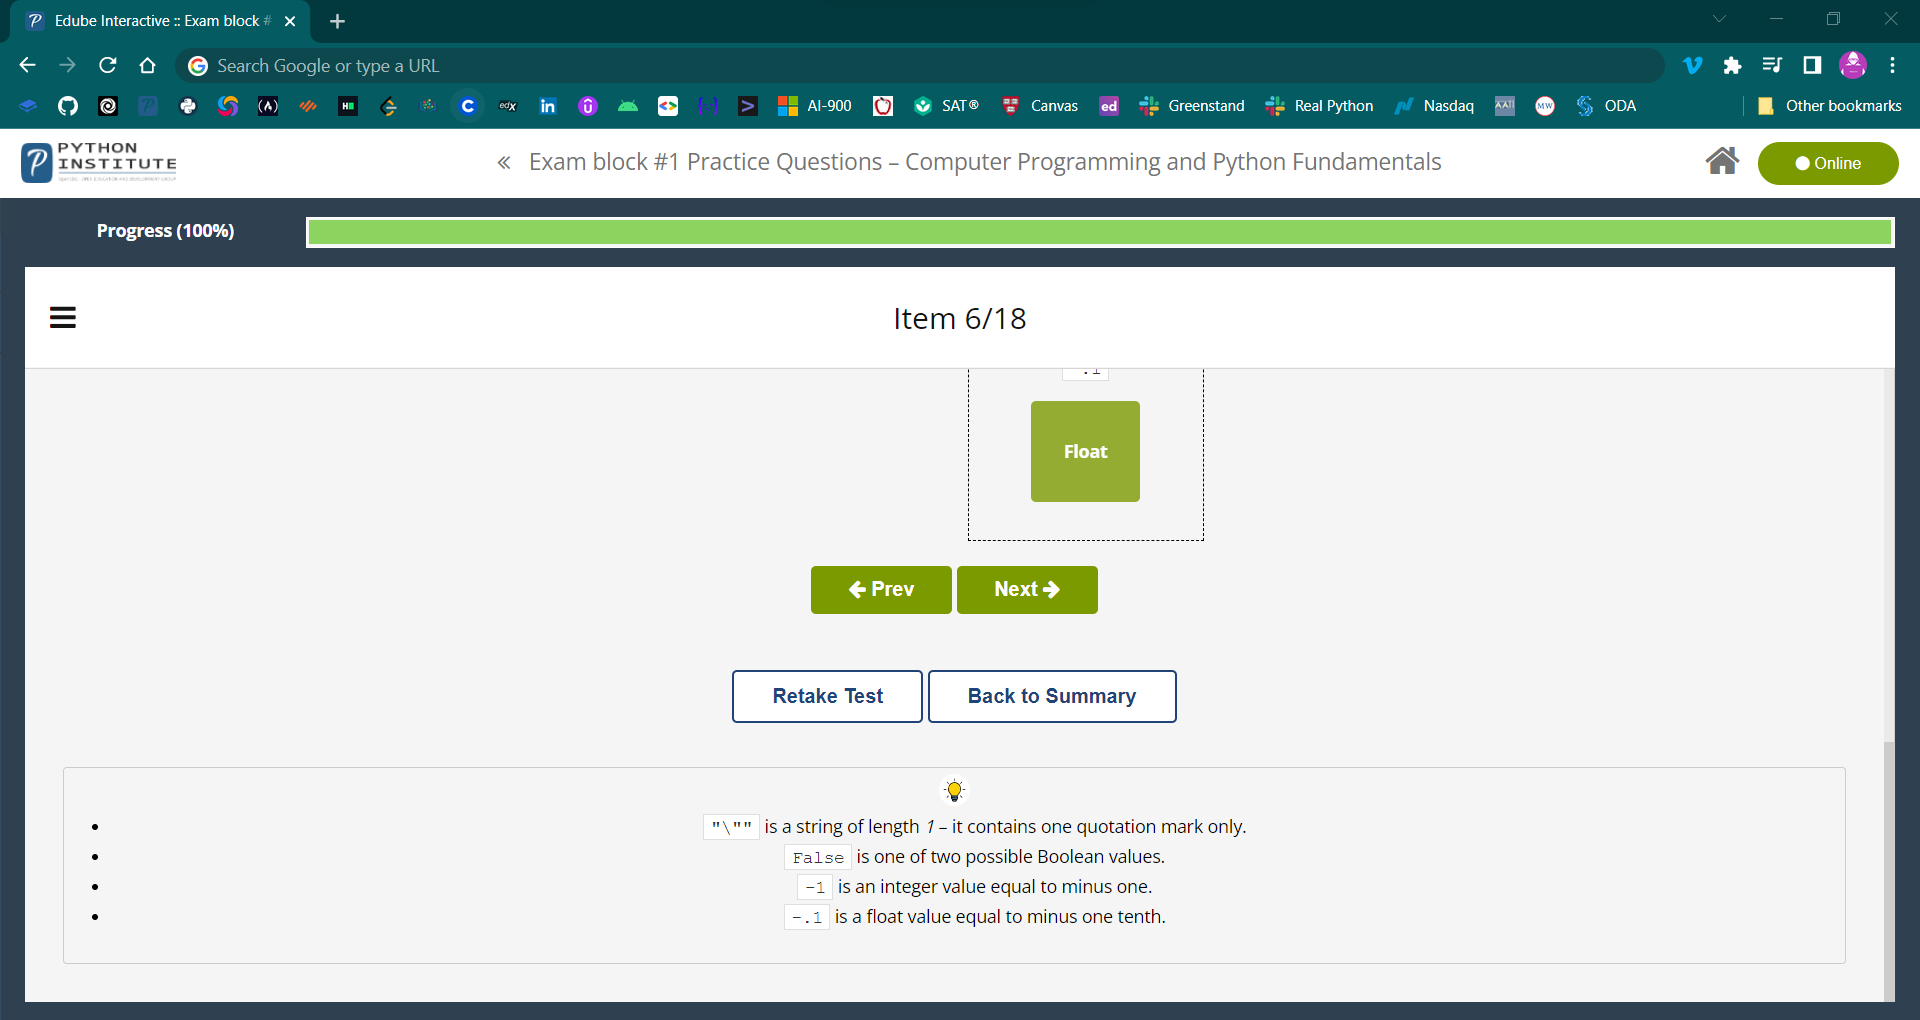 Edube Interactive :: Exam block #
Search Google or type a URL
AI-900
SAT®
Canvas
ed
Greenstand
Real Python
Nasdaq
AATI
MW
ODA
Other bookmarks
PYTHON
INSTITUTE
« Exam block #1 Practice Questions – Computer Programming and Python Fundamentals
Online
Progress (100%)
Item 6/18
Float
Prev
Next
Retake Test
Back to Summary
• "\"" is a string of length 1 – it contains one quotation mark only.
• False is one of two possible Boolean values.
• -1 is an integer value equal to minus one.
• -.1 is a float value equal to minus one tenth.